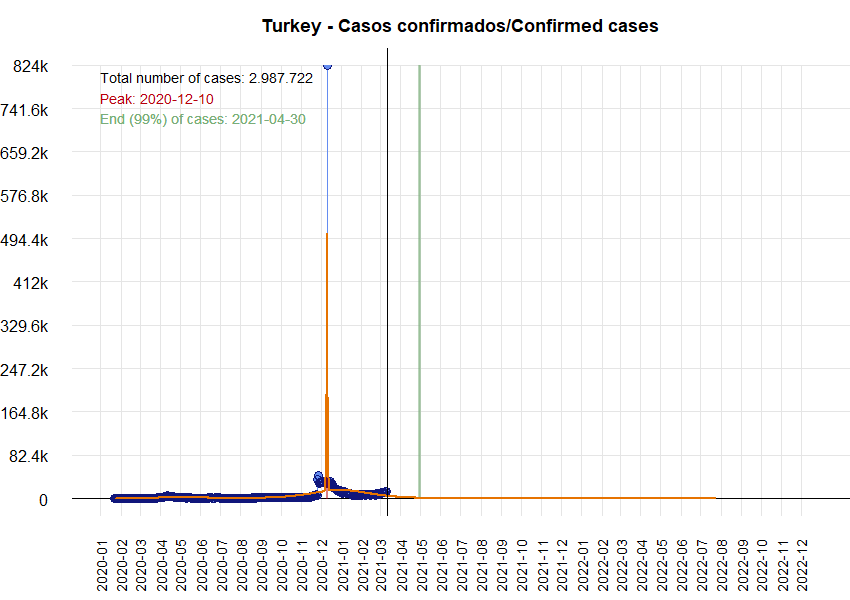 Turkey - Casos confirmados/Confirmed cases
824k
Total number of cases: 2.987.722
Peak: 2020-12-10
End (99%) of cases: 2021-04-30
741.6k
659.2k
576.8k
494.4k
412k
329.6k
247.2k
164.8k
82.4k
0
2020-01
2020-02
2020-03
2020-04
2020-05
2020-06
2020-07
2020-08
2020-09
2020-10
2020-11
2020-12
2021-01
2021-02
2021-03
2021-04
2021-05
2021-06
2021-07
2021-08
2021-09
2021-10
2021-11
2021-12
2022-01
2022-02
2022-03
2022-04
2022-05
2022-06
2022-07
2022-08
2022-09
2022-10
2022-11
2022-12